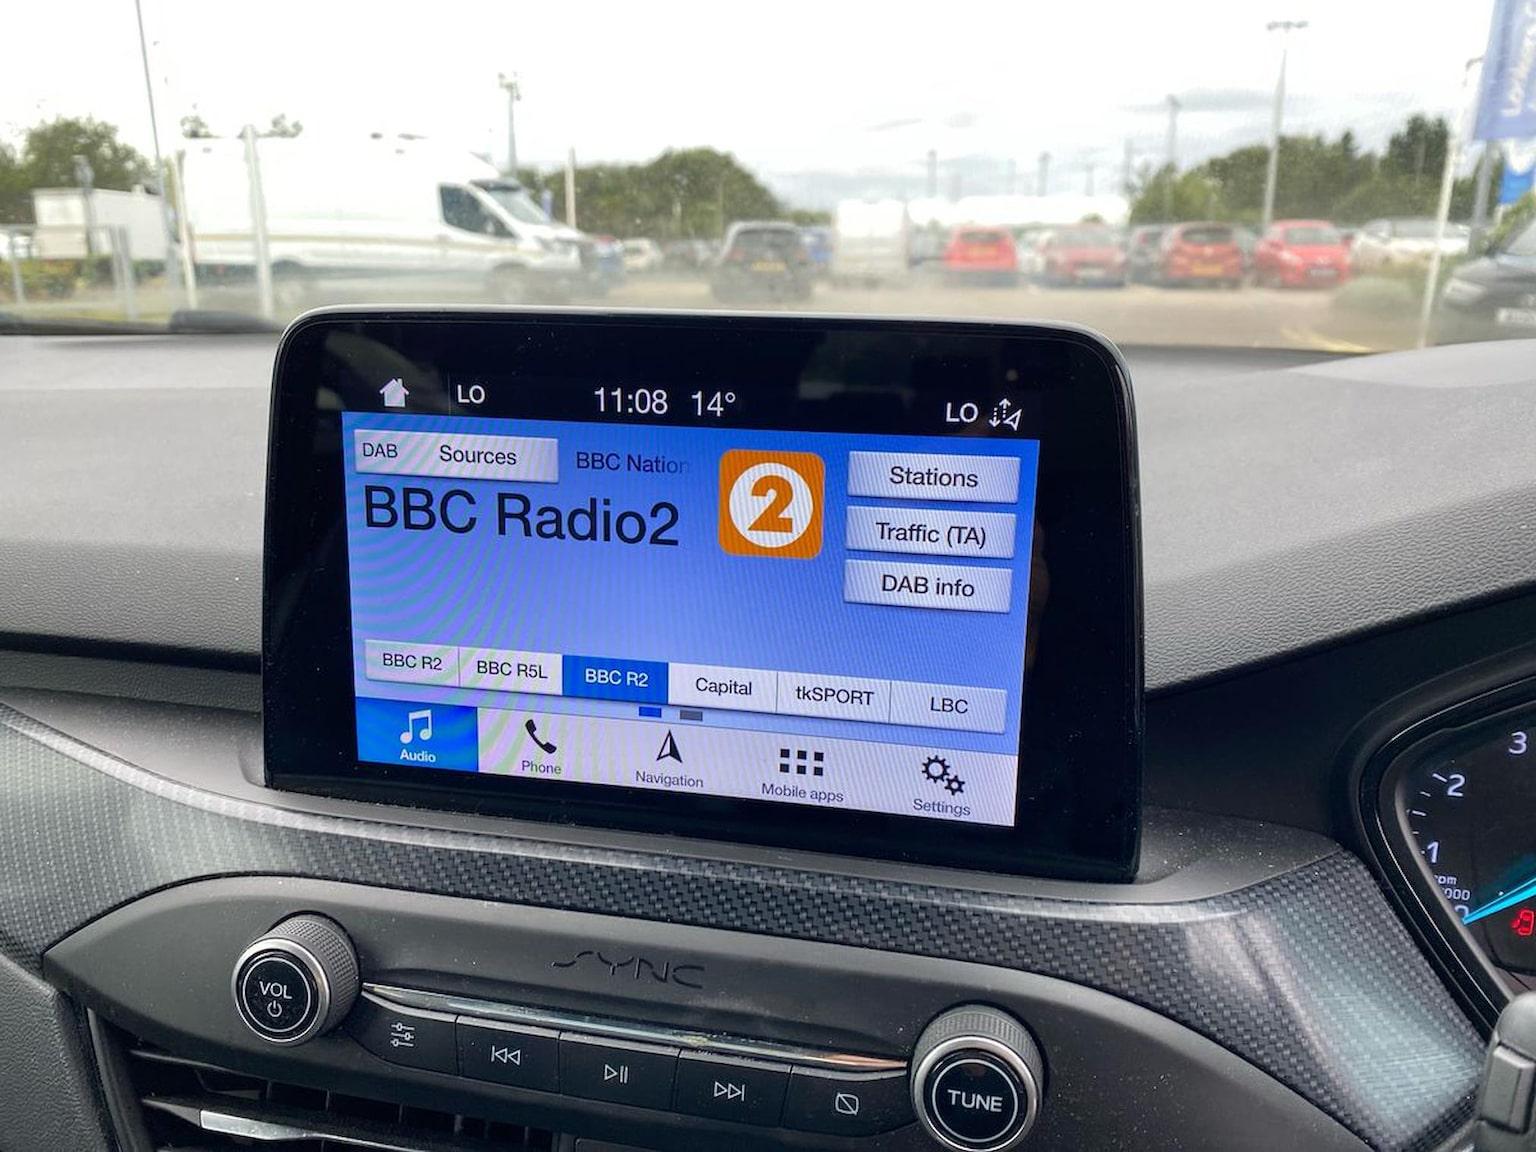 LO
11:08 14°
LO
DAB Sources
BBC Nation
2
Stations
BBC Radio2
Traffic (TA)
DAB info
BBC R2
BBC R5L
BBC R2
Capital
tkSPORT
LBC
Audio
Phone
Navigation
Mobile apps
Settings
SYNC
VOL
TUNE
3
2
1